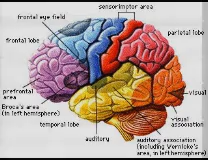 sensorimotor area
frontal eye field
parietal lobe
frontal lobe
prefrontal
area
visual
Broca's area
(in left hemisphere)
visual
association
temporal lobe
auditory
auditory association
(including Wernicke's
area, in left hemisphere)